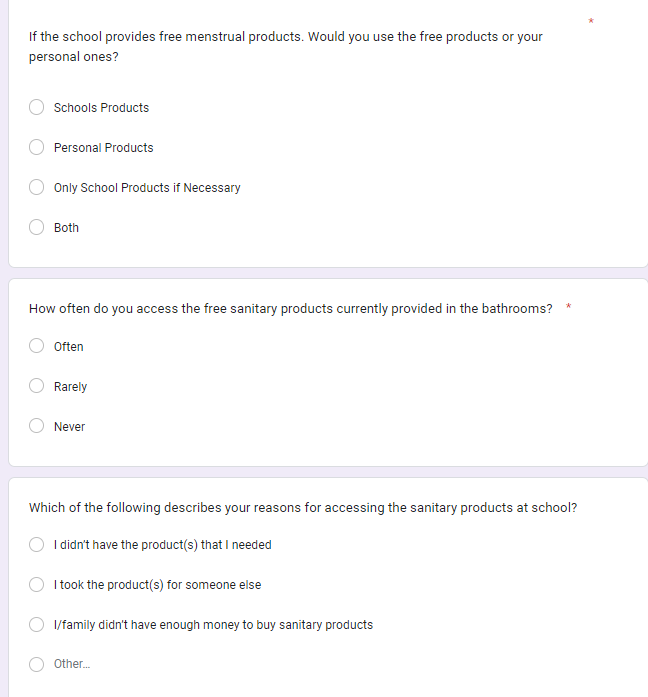 If the school provides free menstrual products. Would you use the free products or your *
personal ones?
Schools Products
Personal Products
Only School Products if Necessary
Both
How often do you access the free sanitary products currently provided in the bathrooms? *
Often
Rarely
Never
Which of the following describes your reasons for accessing the sanitary products at school?
I didn't have the product(s) that I needed
I took the product(s) for someone else
I/family didn't have enough money to buy sanitary products
Other...